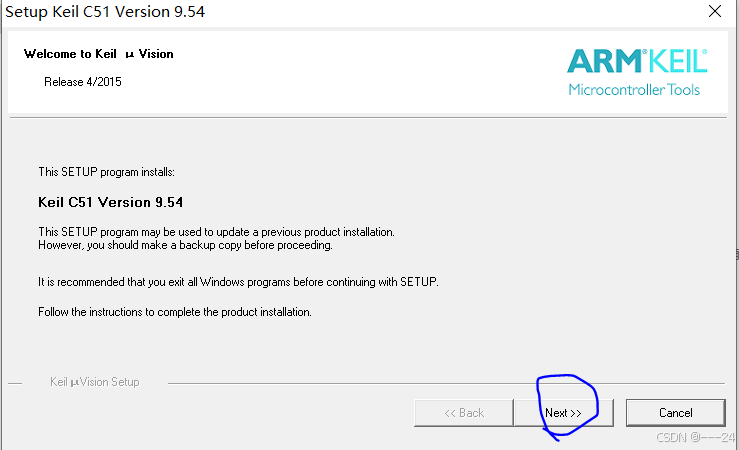 Setup Keil C51 Version 9.54
Welcome to Keil µ Vision
Release 4/2015
ARM®KEIL®
Microcontroller Tools
This SETUP program installs:
Keil C51 Version 9.54
This SETUP program may be used to update a previous product installation.
However, you should make a backup copy before proceeding.
It is recommended that you exit all Windows programs before continuing with SETUP.
Follow the instructions to complete the product installation.
Keil µVision Setup
<< Back
Next >>
Cancel
CSDN @---24